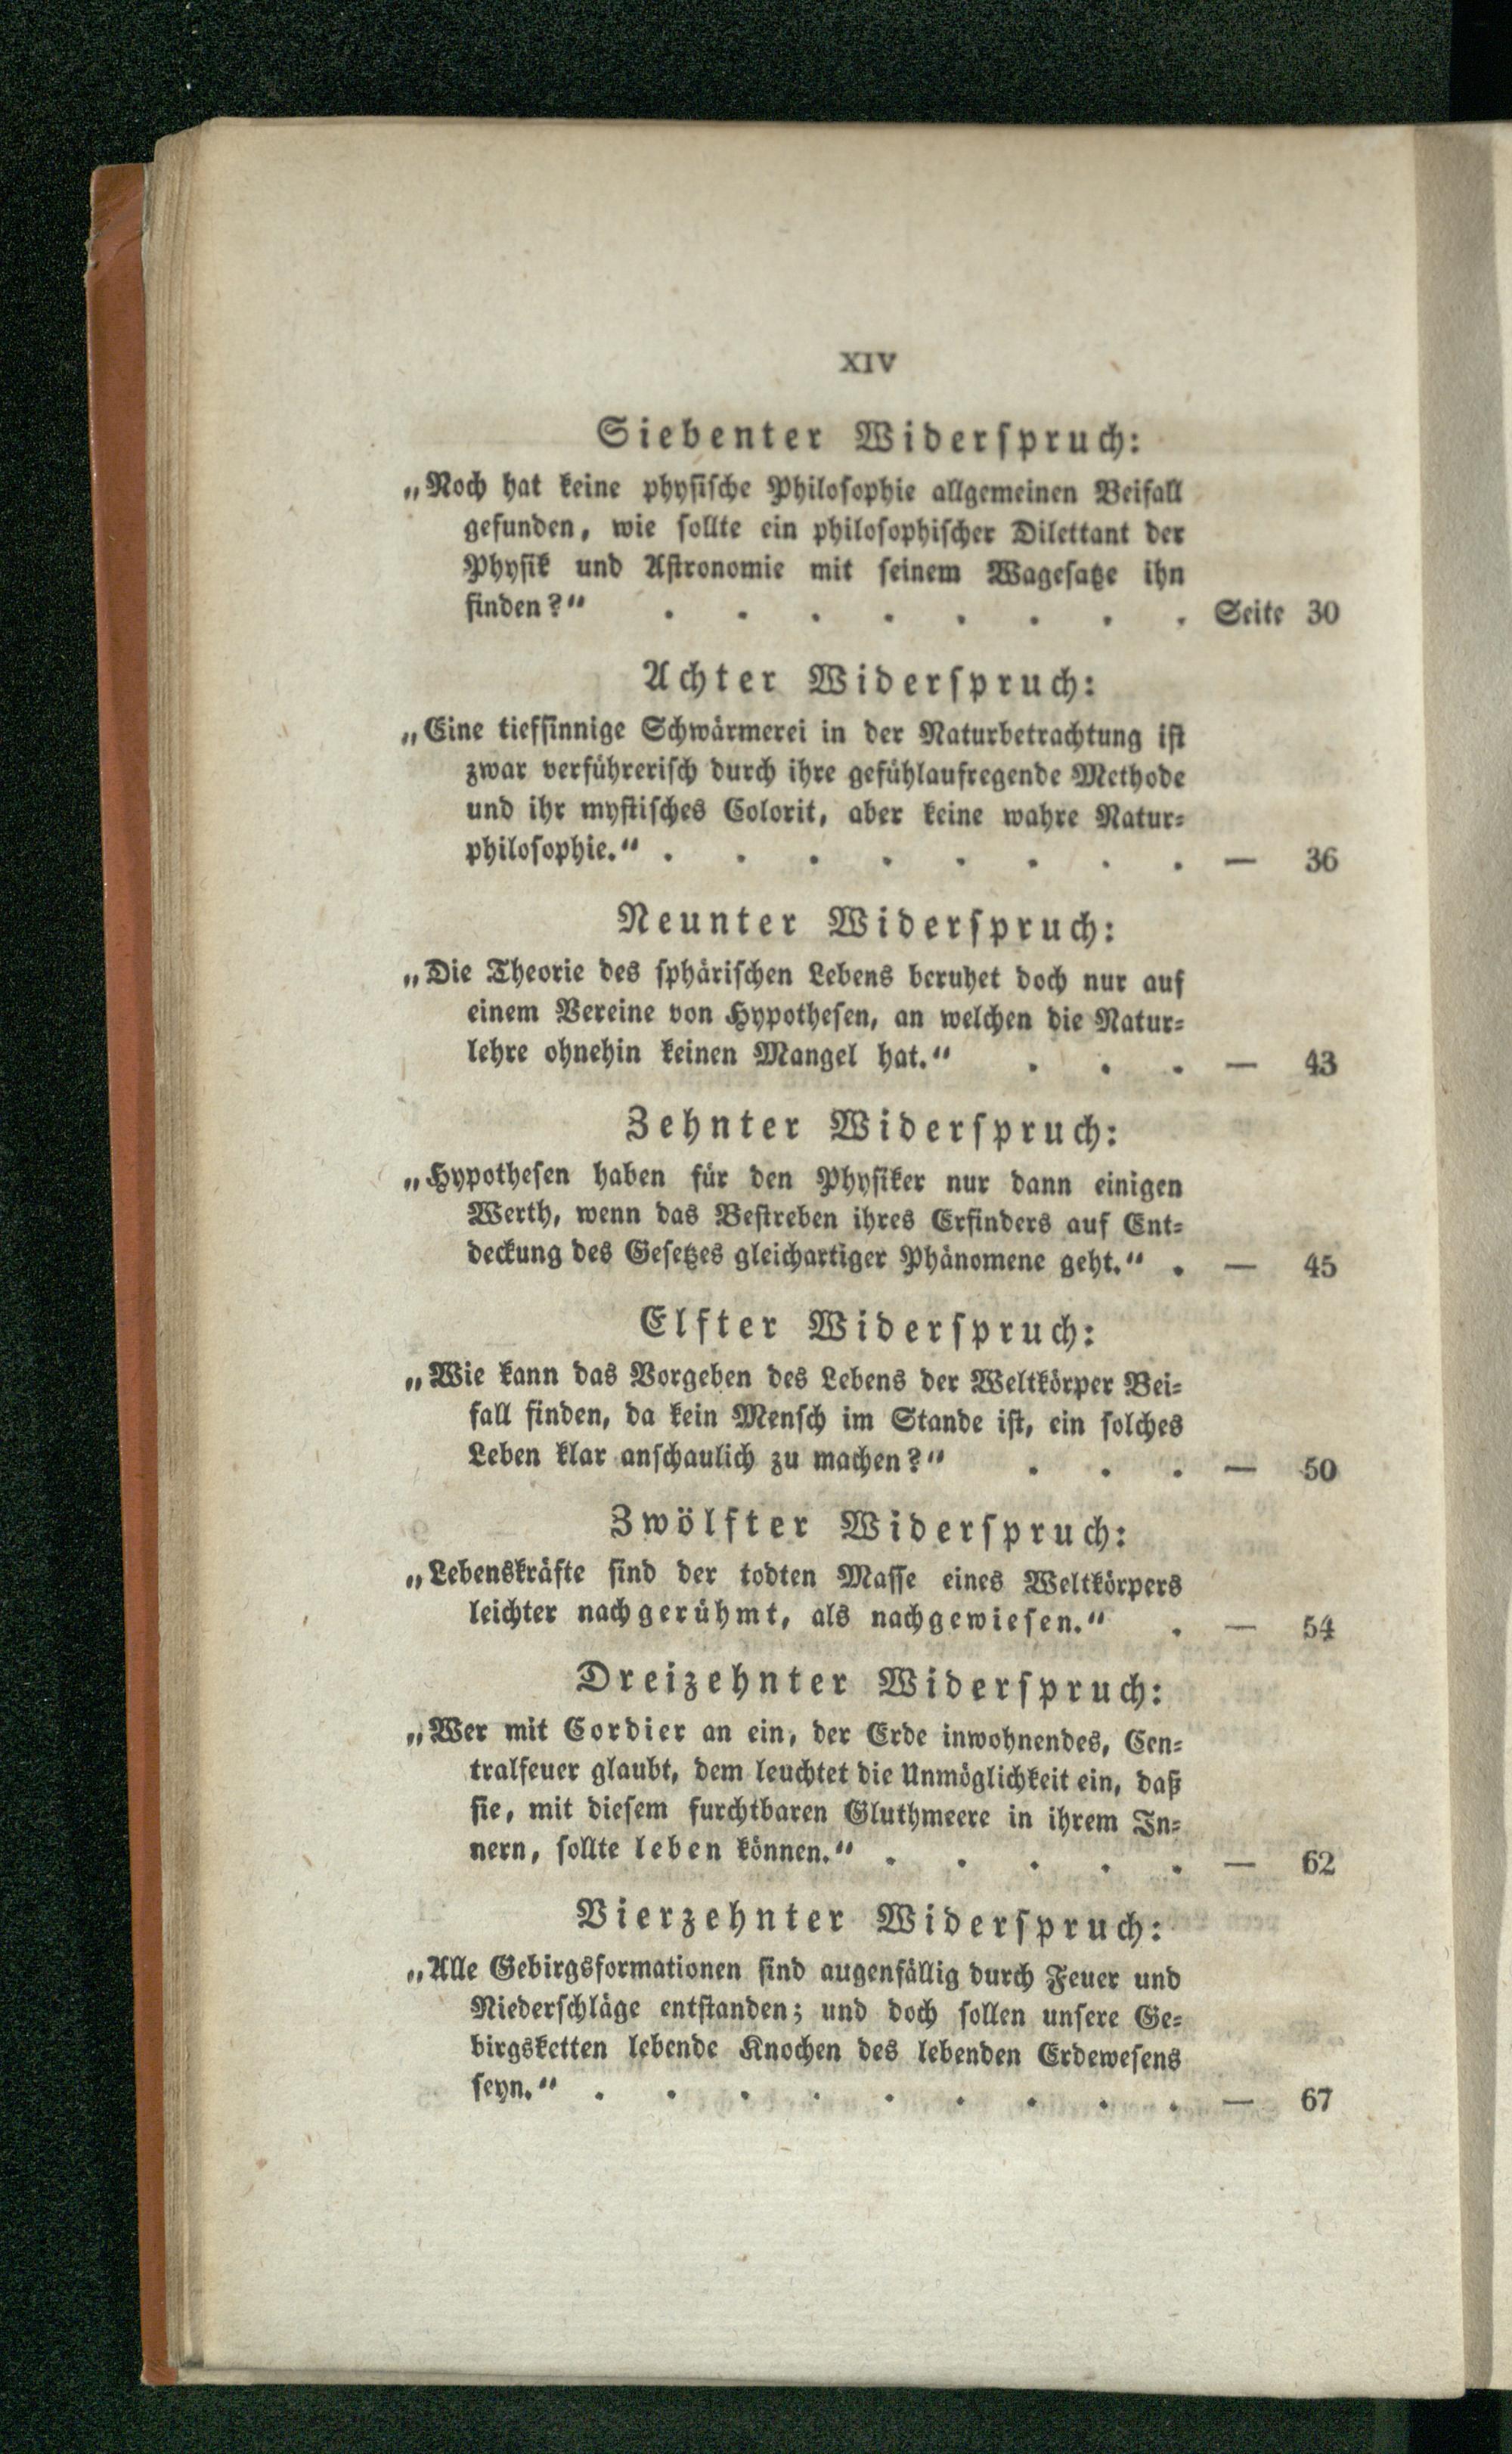 XIV
Siebenter Widerspruch:
„Noch hat keine physische Philosophie allgemeinen Beifall
gefunden, wie sollte ein philosophischer Dilettant der
Physik und Astronomie mit seinem Wagesatze ihn
finden?“ . . . . . . . . Seite 30
Achter Widerspruch:
„Eine tiefsinnige Schwärmerei in der Naturbetrachtung ist
zwar verführerisch durch ihre gefühlaufregende Methode
und ihr mystisches Colorit, aber keine wahre Natur=
philosophie.“ . . . . . . . . — 36
Neunter Widerspruch:
„Die Theorie des sphärischen Lebens beruhet doch nur auf
einem Vereine von Hypothesen, an welchen die Natur=
lehre ohnehin keinen Mangel hat.“ . . . — 43
Zehnter Widerspruch:
„Hypothesen haben für den Physiker nur dann einigen
Werth, wenn das Bestreben ihres Erfinders auf Ent=
deckung des Gesetzes gleichartiger Phänomene geht.“ . — 45
Elfter Widerspruch:
„Wie kann das Vorgeben des Lebens der Weltkörper Bei=
fall finden, da kein Mensch im Stande ist, ein solches
Leben klar anschaulich zu machen?“ . . . — 50
Zwölfter Widerspruch:
„Lebenskräfte sind der todten Masse eines Weltkörpers
leichter nachgerühmt, als nachgewiesen.“ . — 54
Dreizehnter Widerspruch:
„Wer mit Cordier an ein, der Erde inwohnendes, Cen=
tralfeuer glaubt, dem leuchtet die Unmöglichkeit ein, daß
sie, mit diesem furchtbaren Gluthmeere in ihrem In=
nern, sollte leben können.“ . . . . . — 62
Vierzehnter Widerspruch:
„Alle Gebirgsformationen sind augenfällig durch Feuer und
Niederschläge entstanden; und doch sollen unsere Ge=
birgsketten lebende Knochen des lebenden Erdewesens
seyn.“ . . . . . . . . . — 67